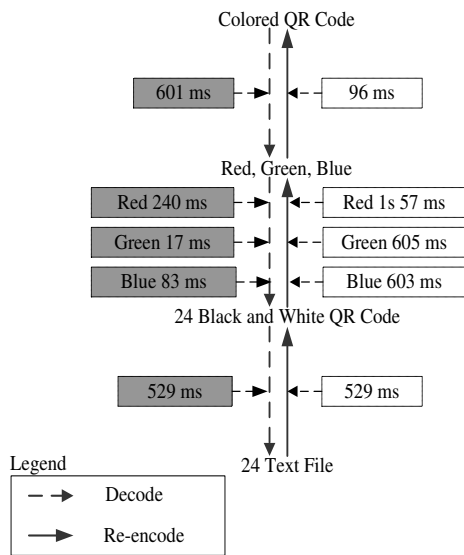 Colored QR Code
601 ms
96 ms
Red, Green, Blue
Red 240 ms
Red 1s 57 ms
Green 17 ms
Green 605 ms
Blue 83 ms
Blue 603 ms
24 Black and White QR Code
529 ms
529 ms
24 Text File
Legend
Decode
Re-encode